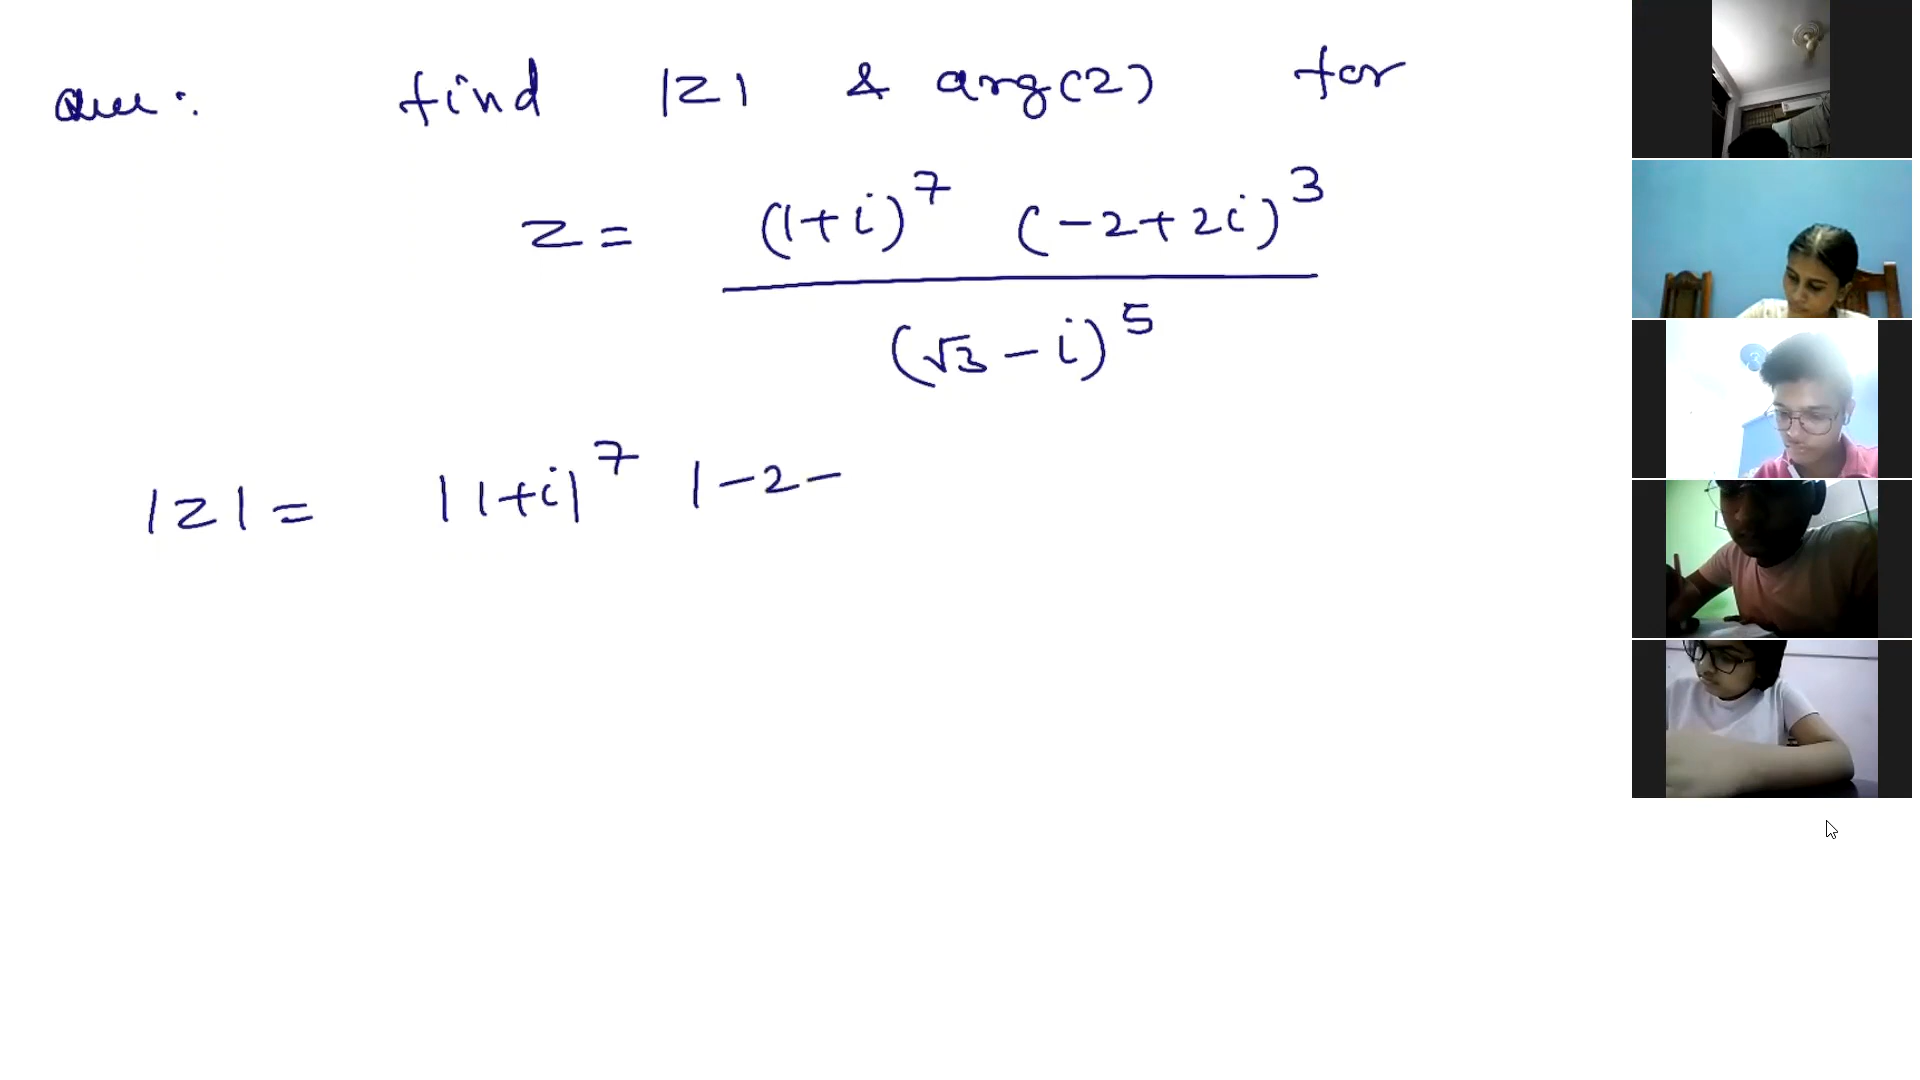 Que: find |z| & arg(z) for
z = (1+i)^7 (-2+2i)^3
(√3 - i)^5
|z| = |1+i|^7 |-2-